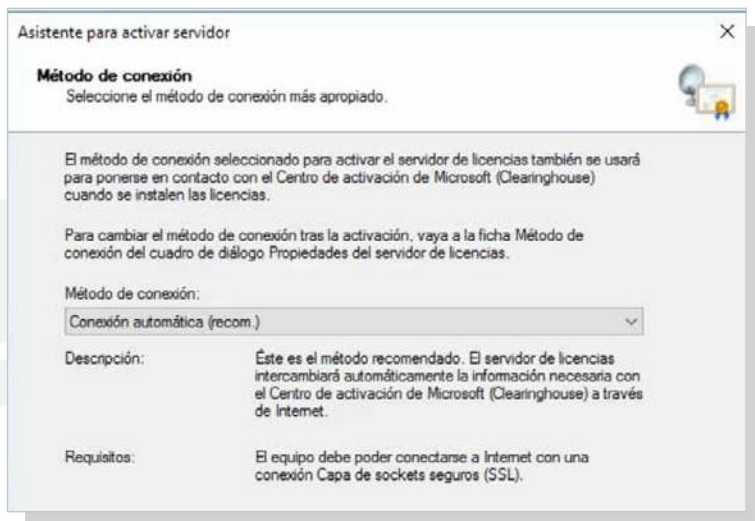 Asistente para activar servidor
Método de conexión
Seleccione el método de conexión más apropiado.
El método de conexión seleccionado para activar el servidor de licencias también se usará
para ponerse en contacto con el Centro de activación de Microsoft (Clearinghouse)
cuando se instalen las licencias.
Para cambiar el método de conexión tras la activación, vaya a la ficha Método de
conexión del cuadro de diálogo Propiedades del servidor de licencias.
Método de conexión:
Conexión automática (recom.)
Descripción: Éste es el método recomendado. El servidor de licencias
intercambiará automáticamente la información necesaria con
el Centro de activación de Microsoft (Clearinghouse) a través
de Internet.
Requisitos: El equipo debe poder conectarse a Internet con una
conexión Capa de sockets seguros (SSL).